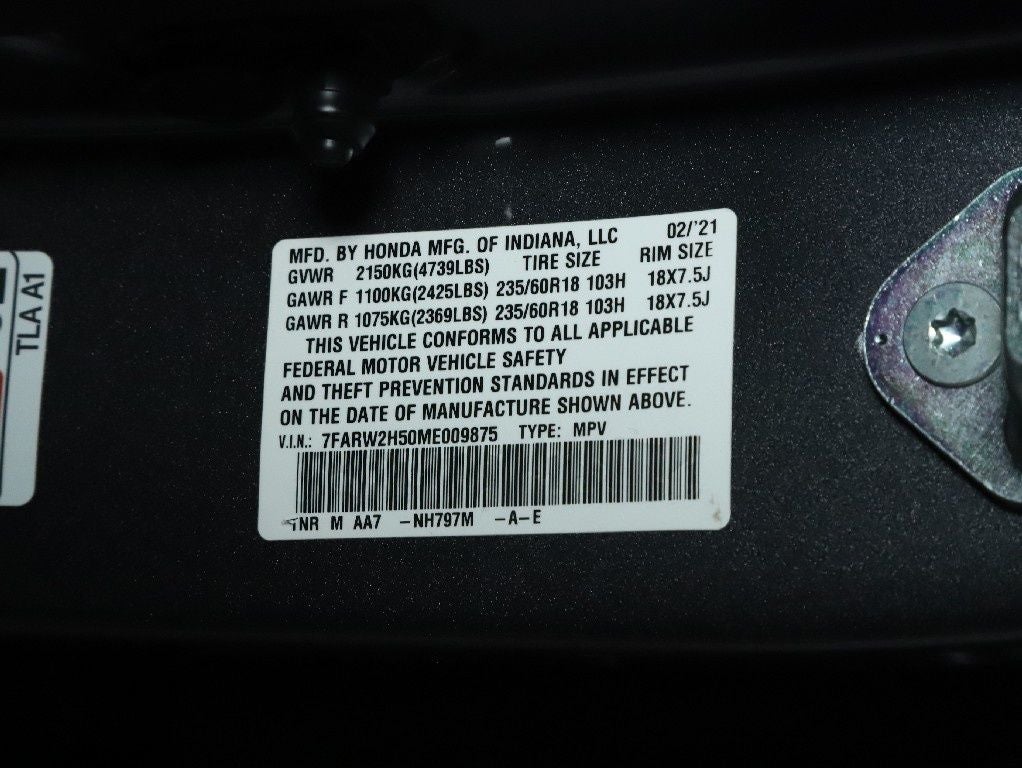 MFD. BY HONDA MFG. OF INDIANA, LLC 02/'21
GVWR 2150KG(4739LBS) TIRE SIZE RIM SIZE
GAWR F 1100KG(2425LBS) 235/60R18 103H 18X7.5J
GAWR R 1075KG(2369LBS) 235/60R18 103H 18X7.5J
THIS VEHICLE CONFORMS TO ALL APPLICABLE
FEDERAL MOTOR VEHICLE SAFETY
AND THEFT PREVENTION STANDARDS IN EFFECT
ON THE DATE OF MANUFACTURE SHOWN ABOVE.
V.I.N.: 7FARW2H50ME009875 TYPE: MPV
TNR M AA7 -NH797M -A-E
TLA A1